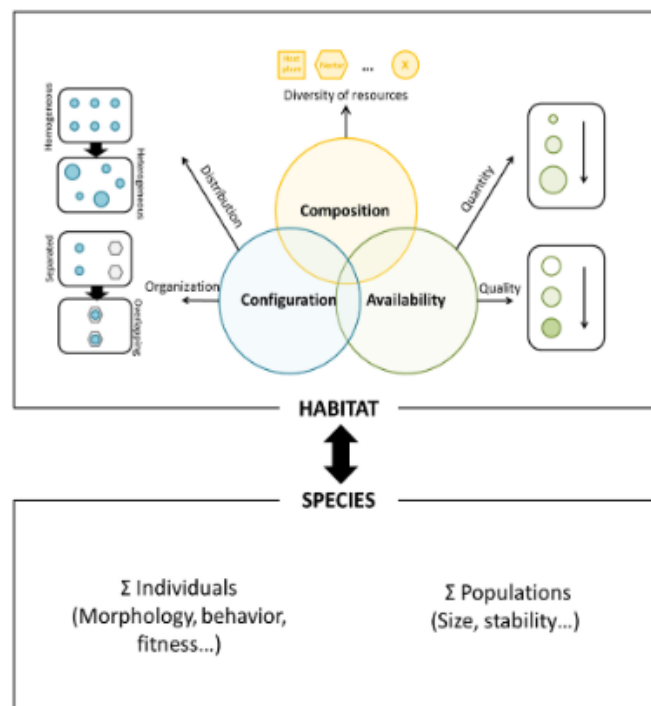 Host
plant
Nectar
...
X
Diversity of resources
Homogeneous
Heterogeneous
Distribution
Quantity
Composition
Separated
Overlopping
Organization
Configuration
Availability
Quality
HABITAT
SPECIES
Σ Individuals
(Morphology, behavior,
fitness...)
Σ Populations
(Size, stability...)